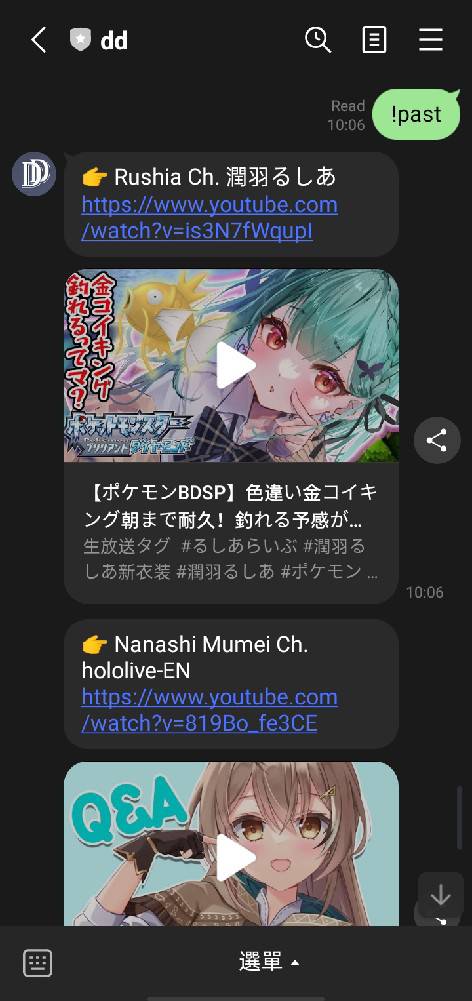 dd
Read
10:06
!past
DD
👉 Rushia Ch. 潤羽るしあ
https://www.youtube.com
/watch?v=is3N7fWqupI
金コイキング
釣れるってマ?
ポケットモンスター
ブリリアントダイヤモンド
【ポケモンBDSP】色違い金コイキ
ング朝まで耐久！釣れる予感が...
生放送タグ #るしあらいぶ #潤羽る
しあ新衣装 #潤羽るしあ #ポケモン ...
10:06
👉 Nanashi Mumei Ch.
hololive-EN
https://www.youtube.com
/watch?v=819Bo_fe3CE
Q&A
選單